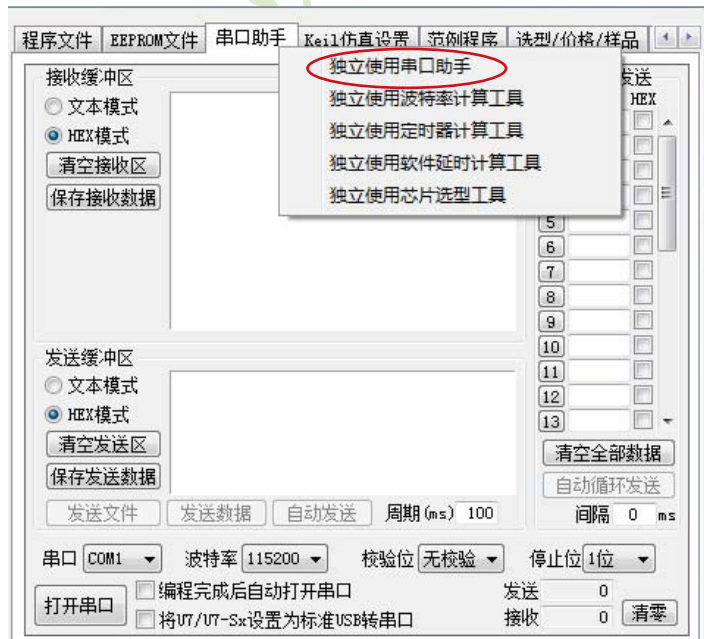 程序文件 EEPROM文件 串口助手 Keil仿真设置 范例程序 选型/价格/样品
独立使用串口助手
独立使用波特率计算工具
独立使用定时器计算工具
独立使用软件延时计算工具
独立使用芯片选型工具
接收缓冲区
文本模式
HEX模式
清空接收区
保存接收数据
发送
HEX
5
6
7
8
9
10
11
12
13
清空全部数据
自动循环发送
间隔 0 ms
发送缓冲区
文本模式
HEX模式
清空发送区
保存发送数据
发送文件 发送数据 自动发送 周期(ms) 100
串口 COM1 波特率 115200 校验位 无校验 停止位 1位
打开串口
编程完成后自动打开串口
将U7/U7-Sx设置为标准USB转串口
发送 0
接收 0
清零